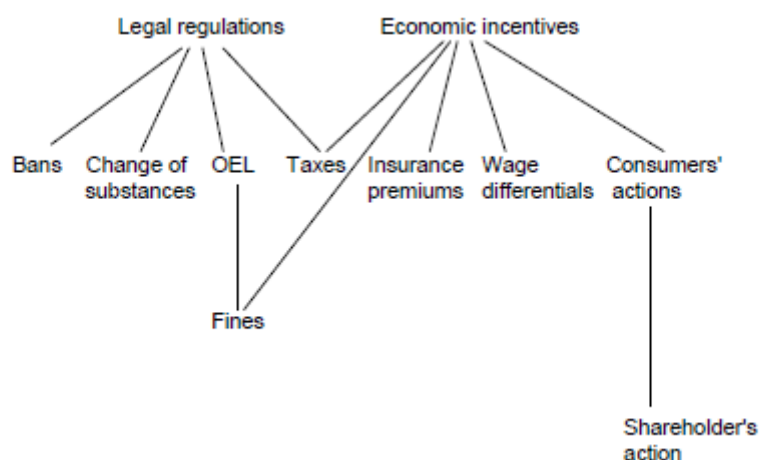 Legal regulations
Economic incentives
Bans
Change of
substances
OEL
Taxes
Insurance
premiums
Wage
differentials
Consumers'
actions
Fines
Shareholder's
action